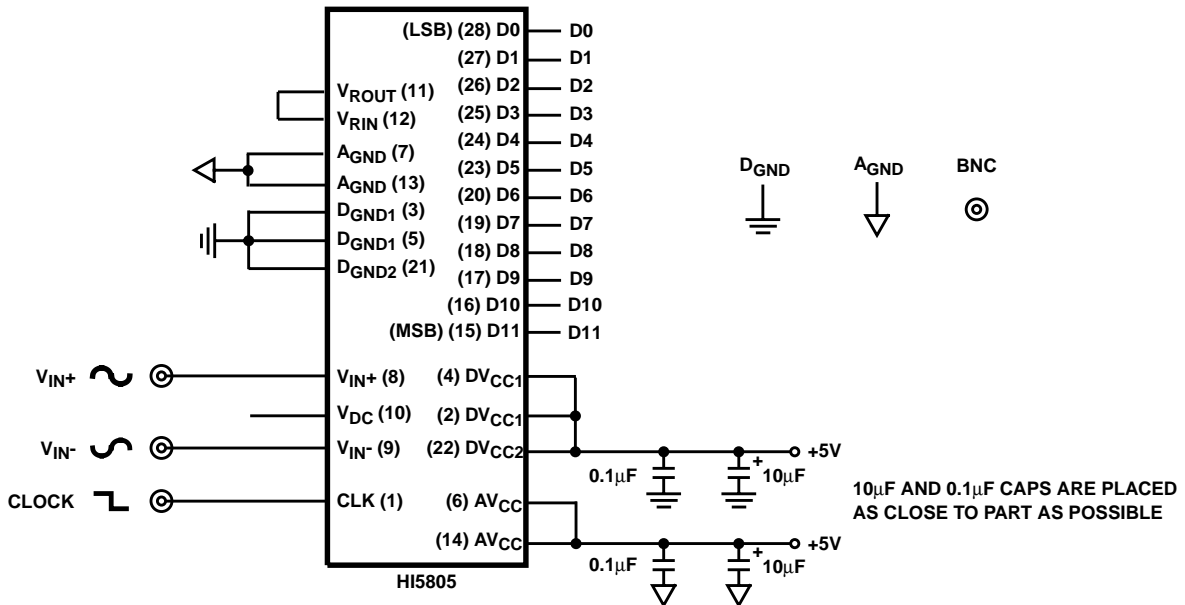 (LSB) (28) D0 D0
(27) D1 D1
(26) D2 D2
VROUT (11)
(25) D3 D3
VRIN (12)
(24) D4 D4
AGND (7)
(23) D5 D5
AGND (13)
(20) D6 D6
DGND1 (3)
(19) D7 D7
DGND1 (5)
(18) D8 D8
DGND2 (21)
(17) D9 D9
(16) D10 D10
(MSB) (15) D11 D11
DGND AGND BNC
VIN+ VIN+ (8) (4) DVCC1
VDC (10) (2) DVCC1
VIN- VIN- (9) (22) DVCC2 +5V
0.1μF + 10μF
CLOCK CLK (1) (6) AVCC
10μF AND 0.1μF CAPS ARE PLACED
AS CLOSE TO PART AS POSSIBLE
(14) AVCC +5V
0.1μF + 10μF
HI5805